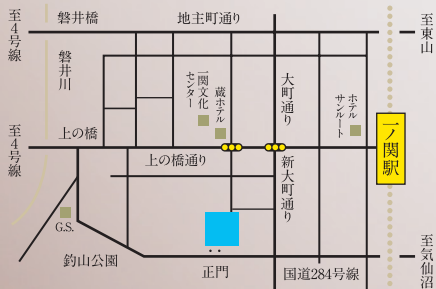 至4号線
磐井橋
地主町通り
至東山
磐井川
一関文化
センター
蔵ホテル
大町通り
ホテル
サンルート
一ノ関駅
至4号線
上の橋
上の橋通り
新大町通り
G.S.
釣山公園
正門
国道284号線
至気仙沼